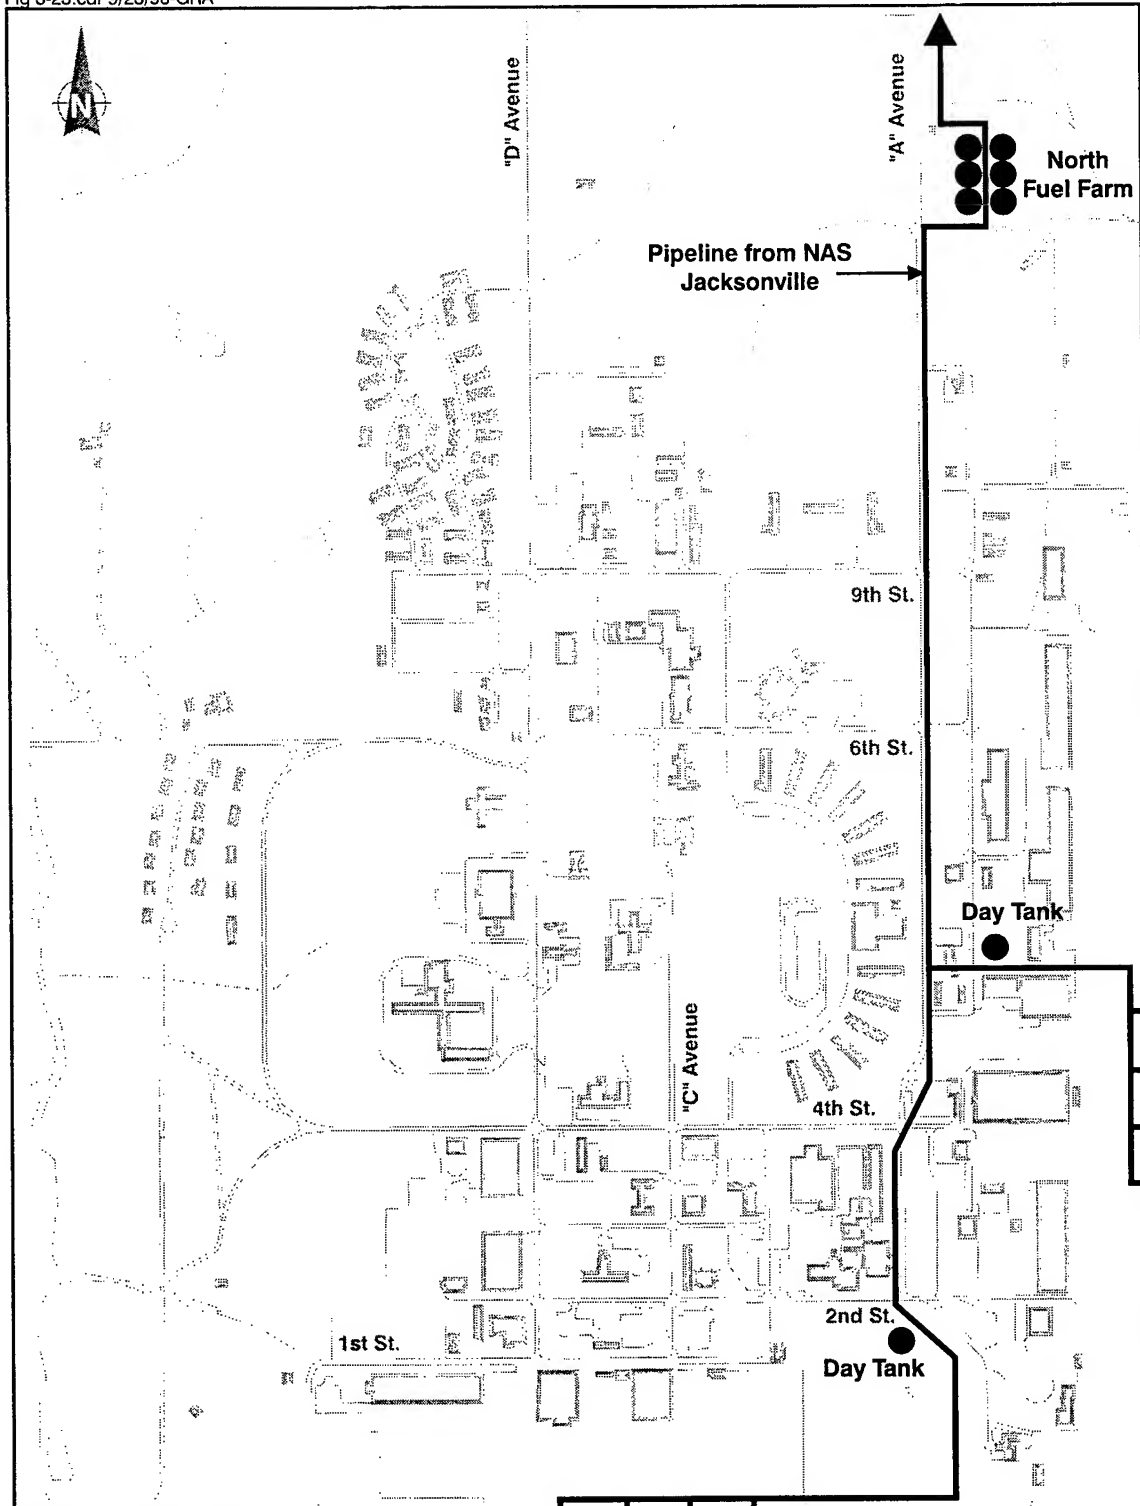 N
"D" Avenue
"A" Avenue
North
Fuel Farm
Pipeline from NAS
Jacksonville
9th St.
6th St.
Day Tank
"C" Avenue
4th St.
2nd St.
1st St.
Day Tank